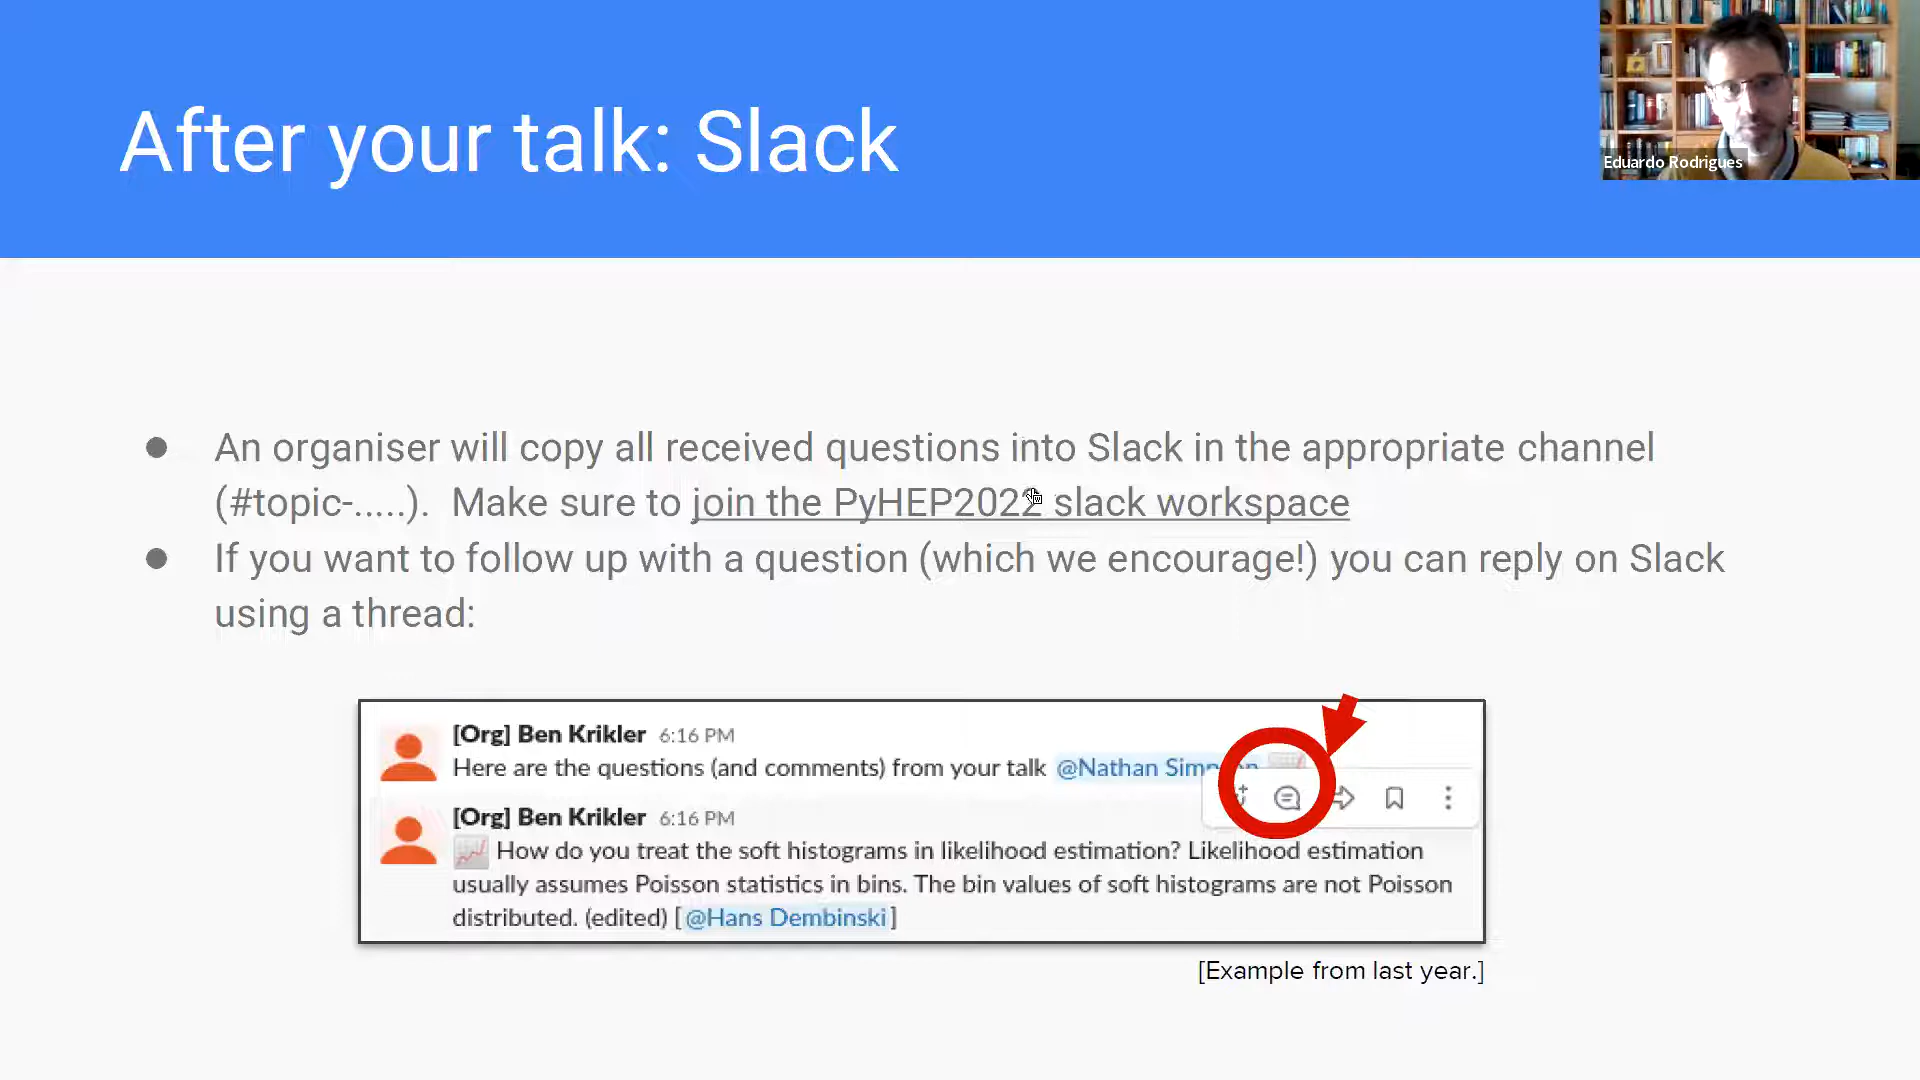 After your talk: Slack
Eduardo Rodrigues
● An organiser will copy all received questions into Slack in the appropriate channel
(#topic-.....). Make sure to join the PyHEP2022 slack workspace
● If you want to follow up with a question (which we encourage!) you can reply on Slack
using a thread:
[Org] Ben Krikler 6:16 PM
Here are the questions (and comments) from your talk @Nathan
[Org] Ben Krikler 6:16 PM
How do you treat the soft histograms in likelihood estimation? Likelihood estimation
usually assumes Poisson statistics in bins. The bin values of soft histograms are not Poisson
distributed. (edited) [@Hans Dembinski]
[Example from last year.]